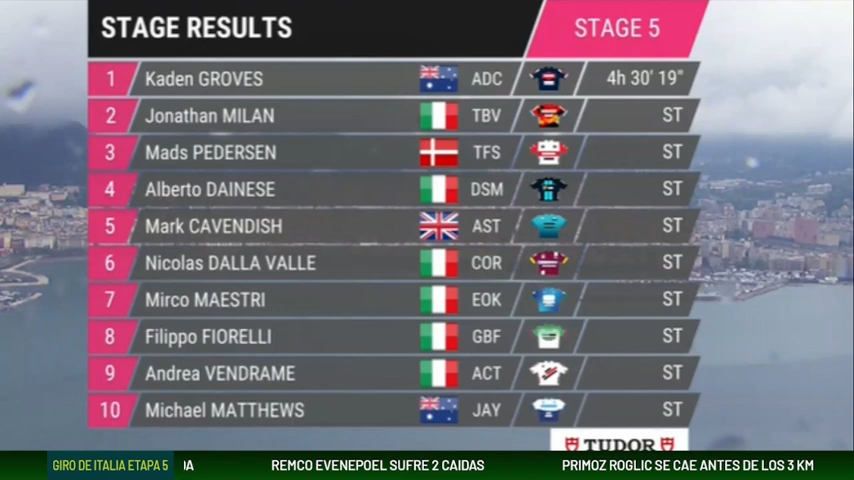 STAGE RESULTS STAGE 5
1 Kaden GROVES ADC 4h 30' 19"
2 Jonathan MILAN TBV ST
3 Mads PEDERSEN TFS ST
4 Alberto DAINESE DSM ST
5 Mark CAVENDISH AST ST
6 Nicolas DALLA VALLE COR ST
7 Mirco MAESTRI EOK ST
8 Filippo FIORELLI GBF ST
9 Andrea VENDRAME ACT ST
10 Michael MATTHEWS JAY ST
TUDOR
GIRO DE ITALIA ETAPA 5 REMCO EVENEPOEL SUFRE 2 CAIDAS PRIMOZ ROGLIC SE CAE ANTES DE LOS 3 KM